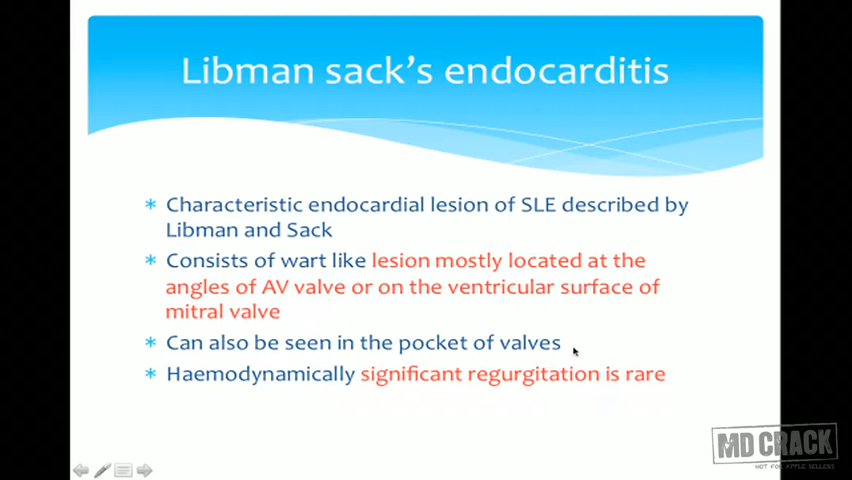 Libman sack's endocarditis
* Characteristic endocardial lesion of SLE described by
Libman and Sack
* Consists of wart like lesion mostly located at the
angles of AV valve or on the ventricular surface of
mitral valve
* Can also be seen in the pocket of valves
* Haemodynamically significant regurgitation is rare
MD CRACK
NOT FOR APPLE SELLERS